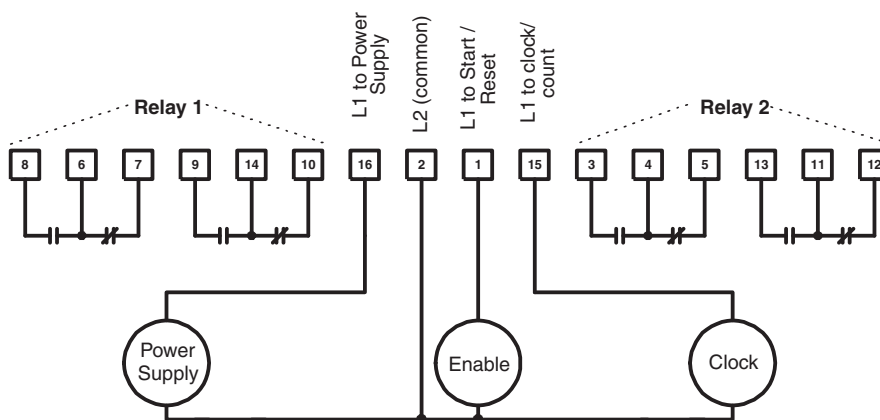 L1 to Power
Supply
L2 (common)
L1 to Start /
Reset
L1 to clock/
count
Relay 1
Relay 2
8 6 7 9 14 10 16 2 1 15 3 4 5 13 11 12
Power
Supply
Enable
Clock